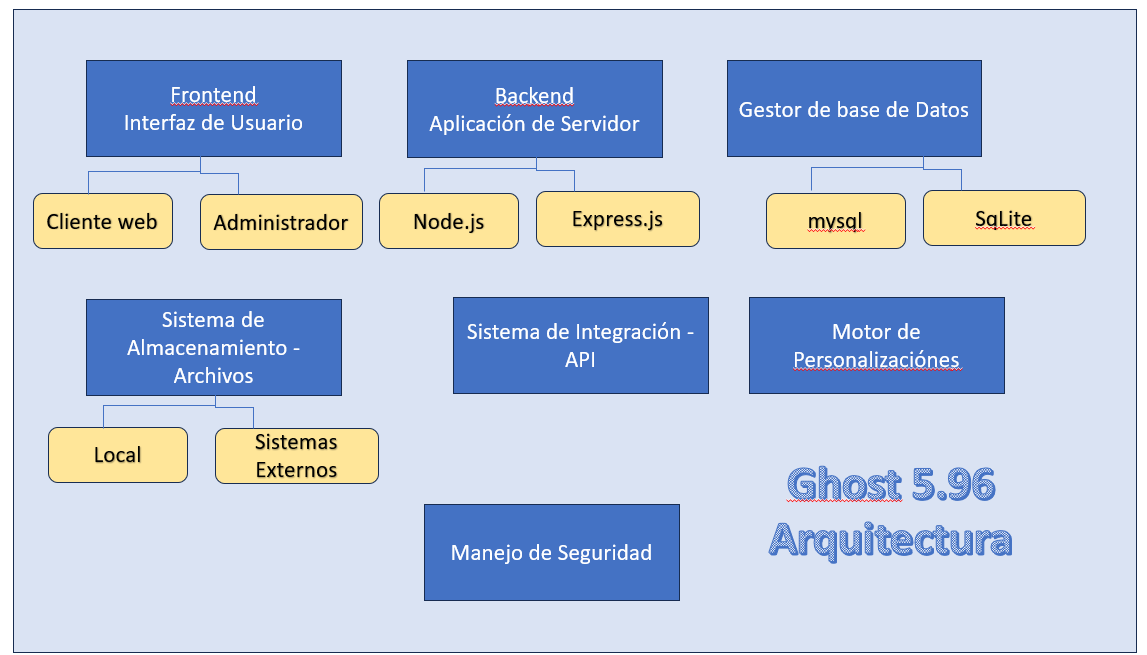 Frontend
Interfaz de Usuario
Backend
Aplicación de Servidor
Gestor de base de Datos
Cliente web
Administrador
Node.js
Express.js
mysql
SqLite
Sistema de
Almacenamiento -
Archivos
Sistema de Integración -
API
Motor de
Personalizaciónes
Local
Sistemas
Externos
Ghost 5.96
Arquitectura
Manejo de Seguridad